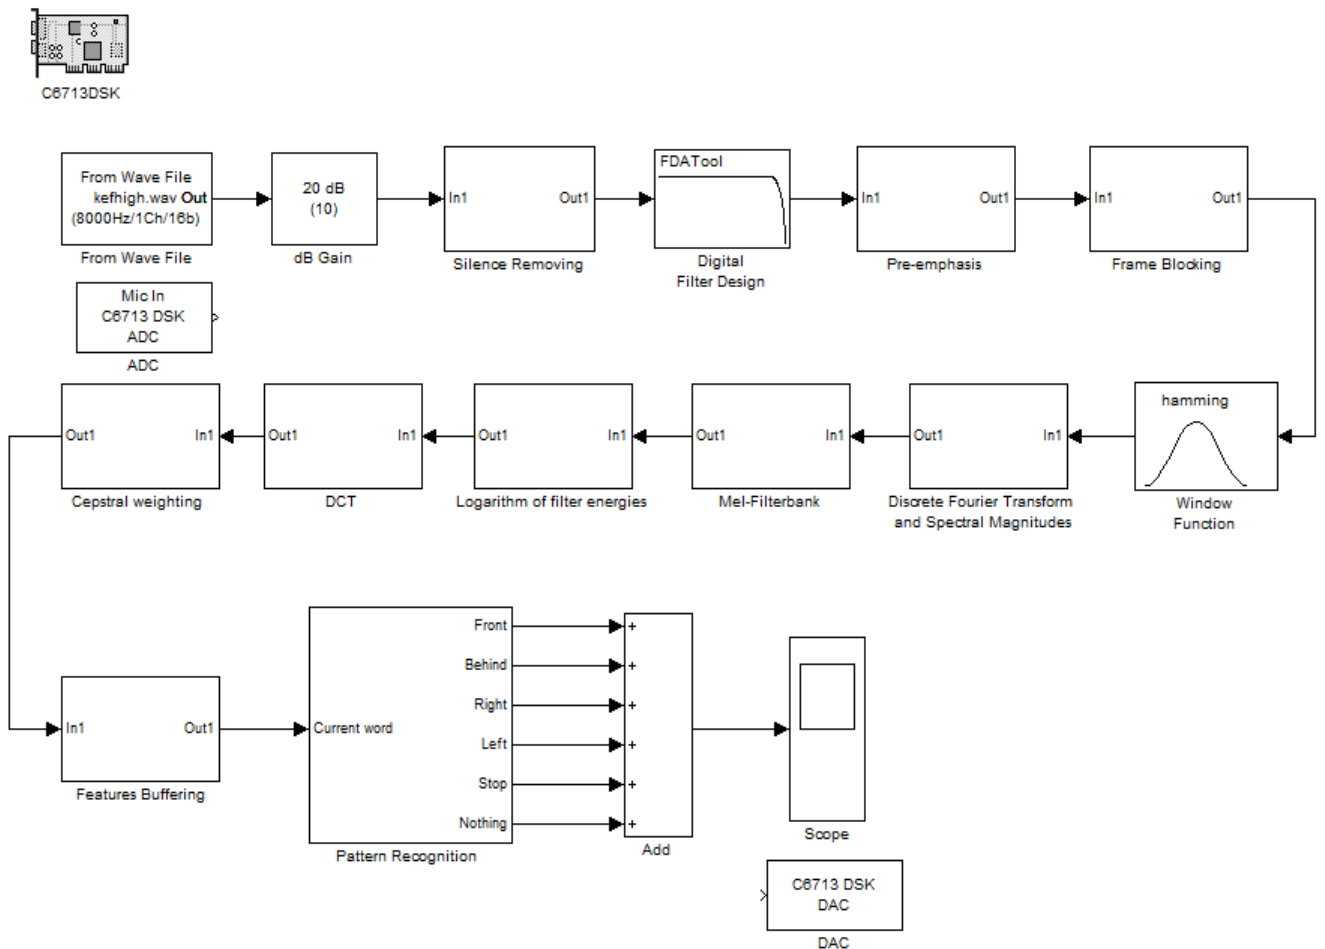 C6713DSK
From Wave File
kefhigh.wav Out
(8000Hz/1Ch/16b)
From Wave File
20 dB
(10)
dB Gain
In1 Out1
Silence Removing
FDATool
Digital
Filter Design
In1 Out1
Pre-emphasis
In1 Out1
Frame Blocking
Mic In
C6713 DSK
ADC
ADC
Out1 In1
Cepstral weighting
Out1 In1
DCT
Out1 In1
Logarithm of filter energies
Out1 In1
Mel-Filterbank
Out1 In1
Discrete Fourier Transform
and Spectral Magnitudes
hamming
Window
Function
In1 Out1
Features Buffering
Current word
Front
Behind
Right
Left
Stop
Nothing
Pattern Recognition
+
+
+
+
+
+
Add
Scope
C6713 DSK
DAC
DAC